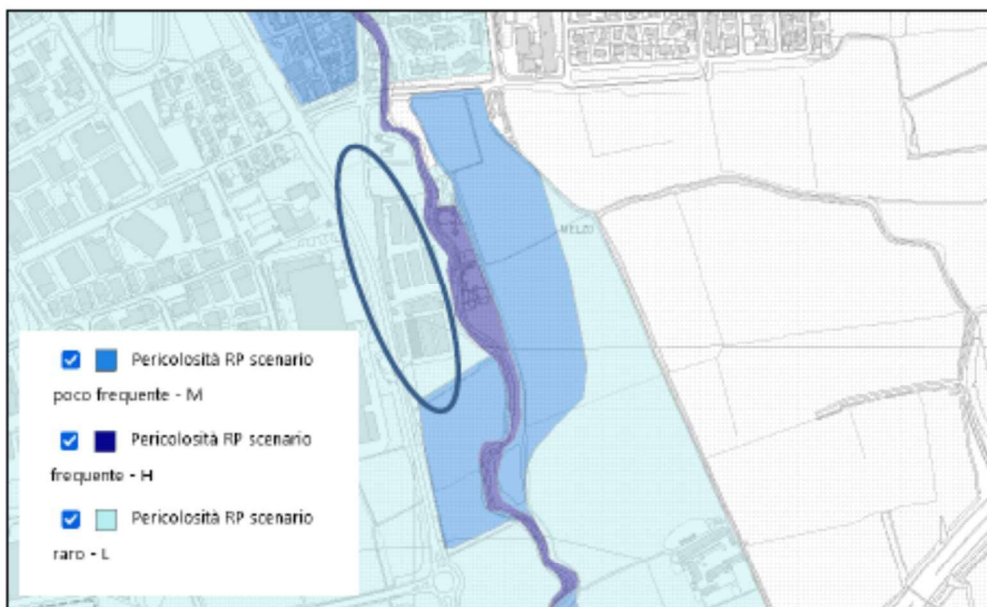 MELZO
Pericolosità RP scenario
poco frequente - M
Pericolosità RP scenario
frequente - H
Pericolosità RP scenario
raro - L